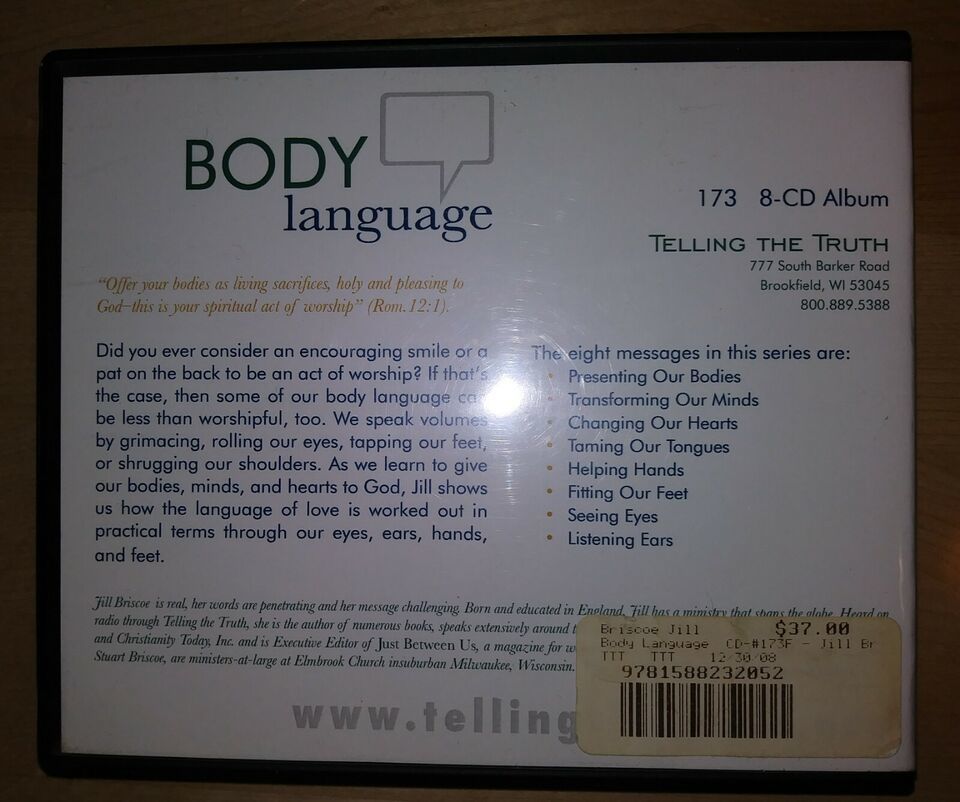 BODY
language
173 8-CD Album
TELLING THE TRUTH
777 South Barker Road
Brookfield, WI 53045
800.889.5388
“Offer your bodies as living sacrifices, holy and pleasing to
God—this is your spiritual act of worship” (Rom. 12:1).
Did you ever consider an encouraging smile or a
pat on the back to be an act of worship? If that's
the case, then some of our body language can
be less than worshipful, too. We speak volumes
by grimacing, rolling our eyes, tapping our feet,
or shrugging our shoulders. As we learn to give
our bodies, minds, and hearts to God, Jill shows
us how the language of love is worked out in
practical terms through our eyes, ears, hands,
and feet.
The eight messages in this series are:
• Presenting Our Bodies
• Transforming Our Minds
• Changing Our Hearts
• Taming Our Tongues
• Helping Hands
• Fitting Our Feet
• Seeing Eyes
• Listening Ears
Jill Briscoe is real, her words are penetrating and her message challenging. Born and educated in England, Jill has a ministry that spans the globe. Heard on
radio through Telling the Truth, she is the author of numerous books, speaks extensively around
and Christianity Today, Inc. and is Executive Editor of Just Between Us, a magazine for
Stuart Briscoe, are ministers-at-large at Elmbrook Church insuburban Milwaukee, Wisconsin.
www.telling
Briscoe Jill $37.00
Body Language CD-#173F - Jill Br
TTT TTT 12/30/08
9781588232052